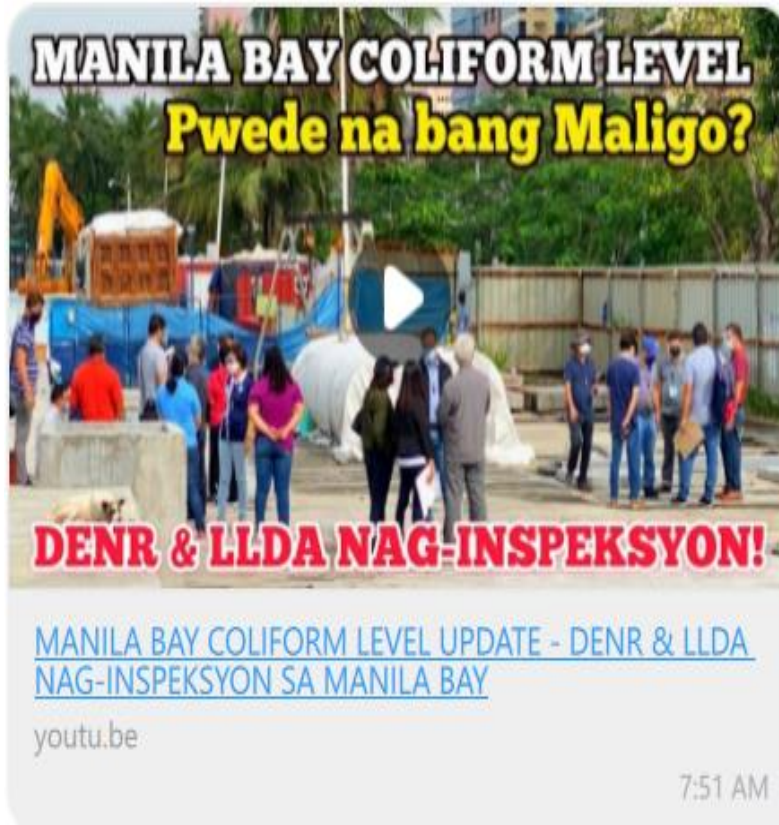 MANILA BAY COLIFORM LEVEL
Pwede na bang Maligo?
DENR & LLDA NAG-INSPEKSYON!
MANILA BAY COLIFORM LEVEL UPDATE - DENR & LLDA
NAG-INSPEKSYON SA MANILA BAY
youtu.be
7:51 AM